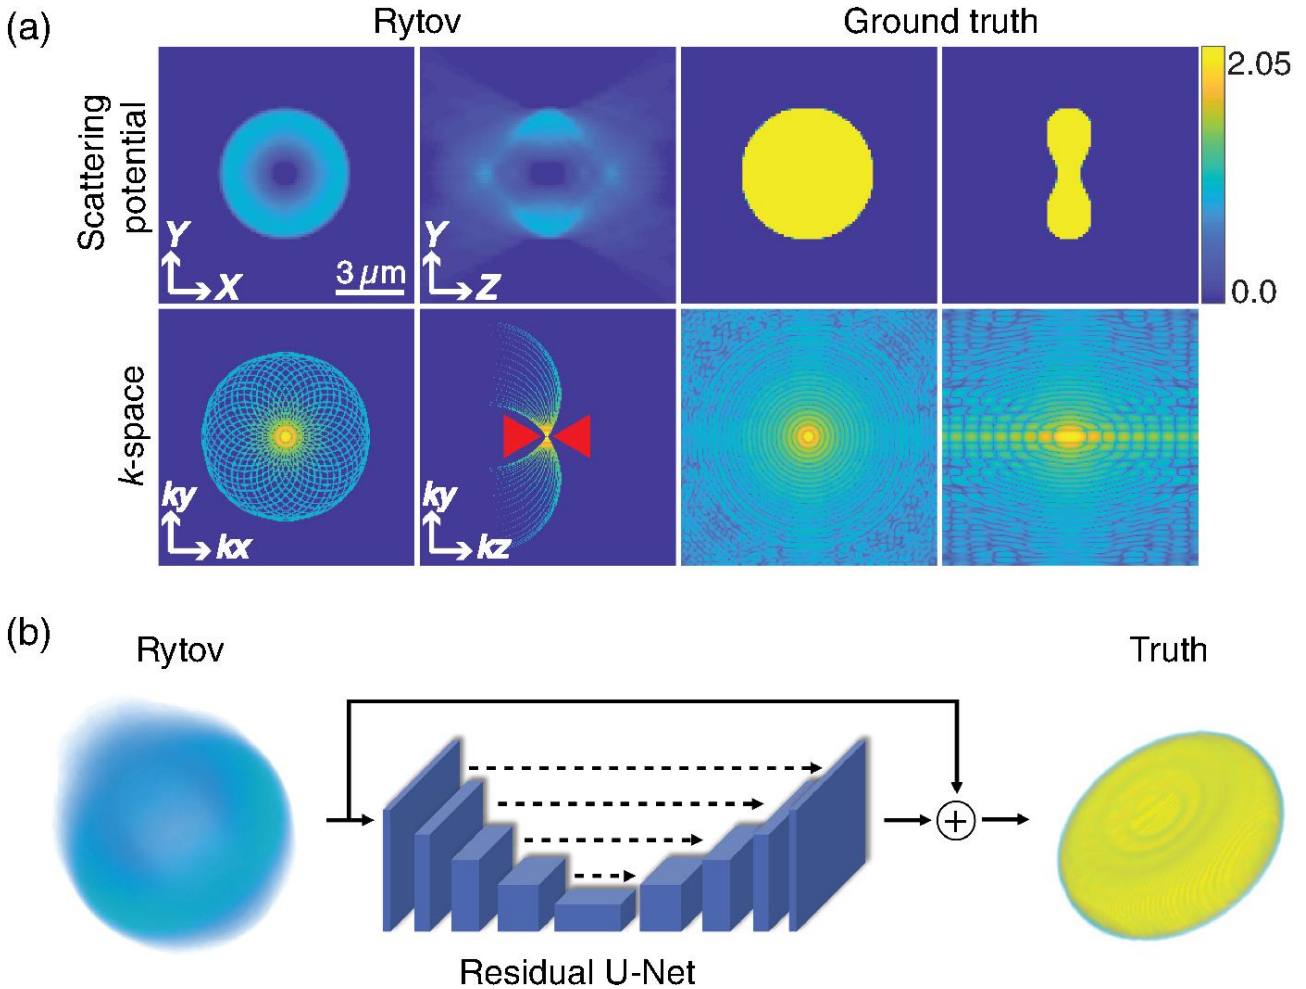 (a)
Rytov
Ground truth
Scattering
potential
2.05
0.0
Y
X
3 µm
Y
Z
k-space
ky
kx
ky
kz
(b)
Rytov
Truth
Residual U-Net